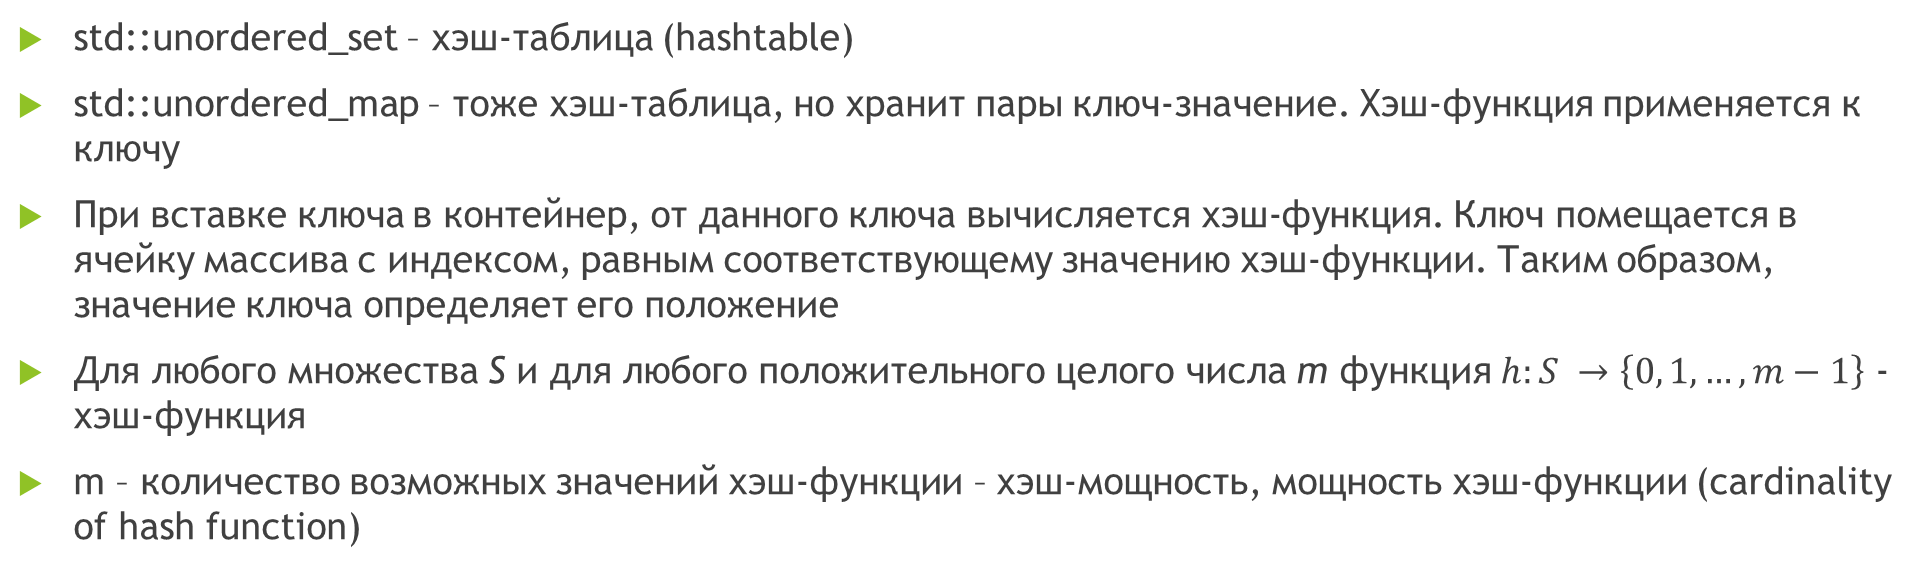 std::unordered_set – хэш-таблица (hashtable)
std::unordered_map – тоже хэш-таблица, но хранит пары ключ-значение. Хэш-функция применяется к
ключу
При вставке ключа в контейнер, от данного ключа вычисляется хэш-функция. Ключ помещается в
ячейку массива с индексом, равным соответствующему значению хэш-функции. Таким образом,
значение ключа определяет его положение
Для любого множества S и для любого положительного целого числа m функция h: S → {0, 1, … , m − 1} -
хэш-функция
m – количество возможных значений хэш-функции – хэш-мощность, мощность хэш-функции (cardinality
of hash function)